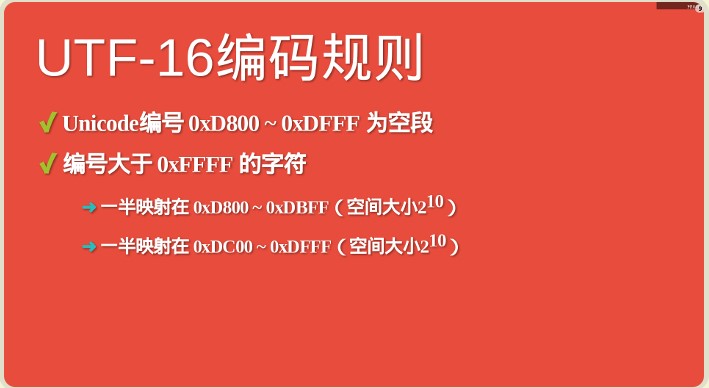 UTF-16编码规则
✓ Unicode编号 0xD800 ~ 0xDFFF 为空段
✓ 编号大于 0xFFFF 的字符
➔ 一半映射在 0xD800 ~ 0xDBFF（空间大小2^10）
➔ 一半映射在 0xDC00 ~ 0xDFFF（空间大小2^10）